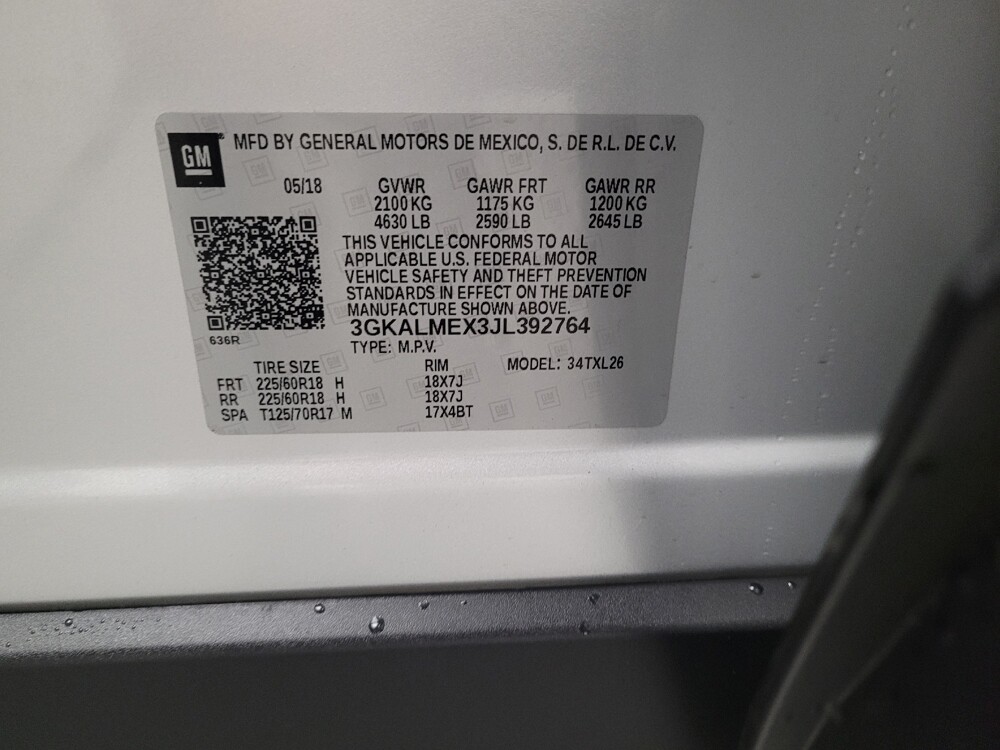 GM MFD BY GENERAL MOTORS DE MEXICO, S. DE R.L. DE C.V.
05/18 GVWR GAWR FRT GAWR RR
2100 KG 1175 KG 1200 KG
4630 LB 2590 LB 2645 LB
THIS VEHICLE CONFORMS TO ALL
APPLICABLE U.S. FEDERAL MOTOR
VEHICLE SAFETY AND THEFT PREVENTION
STANDARDS IN EFFECT ON THE DATE OF
MANUFACTURE SHOWN ABOVE.
3GKALMEX3JL392764
636R
TYPE: M.P.V.
TIRE SIZE RIM MODEL: 34TXL26
FRT 225/60R18 H 18X7J
RR 225/60R18 H 18X7J
SPA T125/70R17 M 17X4BT